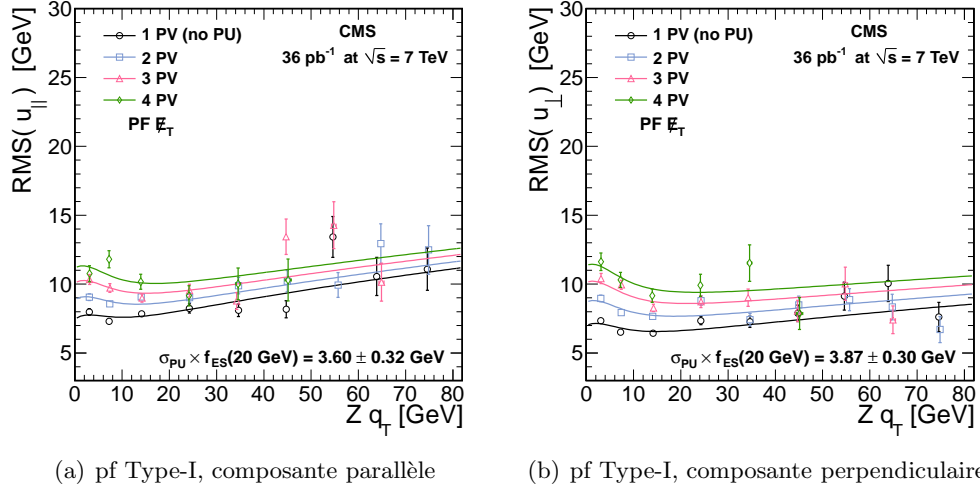 RMS( u∥ ) [GeV]
30
25
20
15
10
5
1 PV (no PU)
2 PV
3 PV
4 PV
PF E̸T
CMS
36 pb⁻¹ at √s = 7 TeV
σPU × fES(20 GeV) = 3.60 ± 0.32 GeV
0 10 20 30 40 50 60 70 80
Z qT [GeV]
(a) pf Type-I, composante parallèle
RMS( u⊥ ) [GeV]
30
25
20
15
10
5
1 PV (no PU)
2 PV
3 PV
4 PV
PF E̸T
CMS
36 pb⁻¹ at √s = 7 TeV
σPU × fES(20 GeV) = 3.87 ± 0.30 GeV
0 10 20 30 40 50 60 70 80
Z qT [GeV]
(b) pf Type-I, composante perpendiculaire